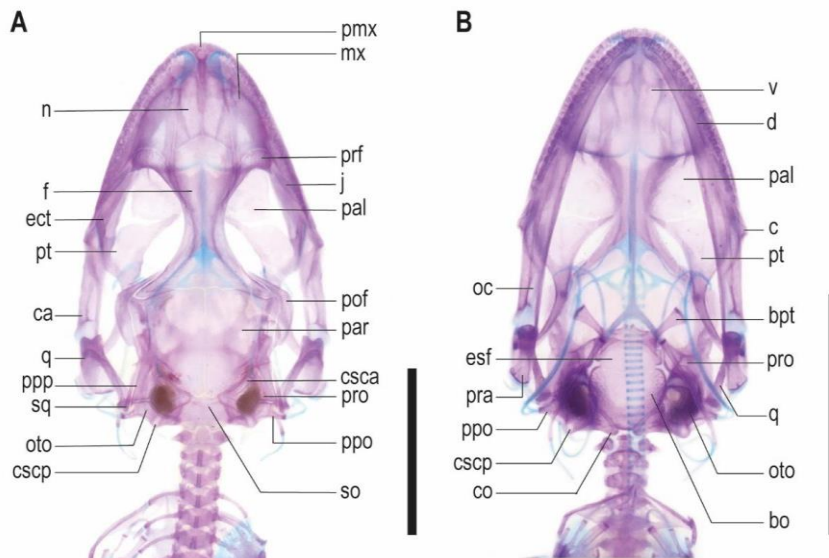 A
pmx
mx
n
prf
f
j
ect
pal
pt
pof
ca
par
q
csca
ppp
pro
sq
oto
ppo
cscp
so
B
v
d
pal
c
pt
oc
bpt
esf
pro
pra
q
ppo
cscp
oto
co
bo